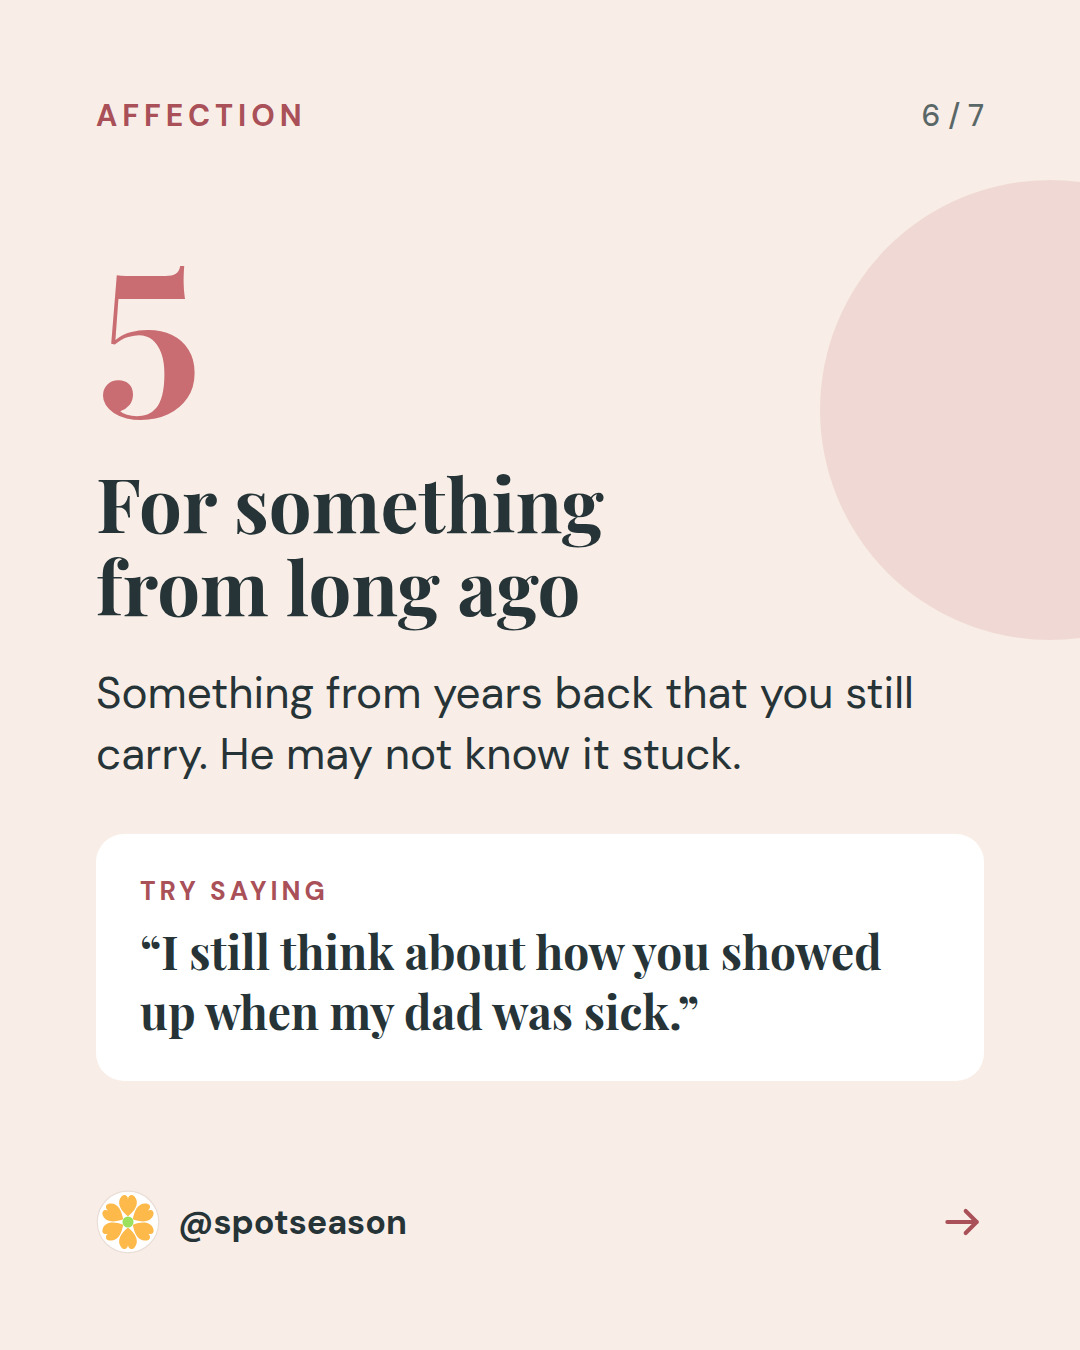 AFFECTION
6 / 7
5
For something
from long ago
Something from years back that you still
carry. He may not know it stuck.
TRY SAYING
“I still think about how you showed
up when my dad was sick.”
@spotseason